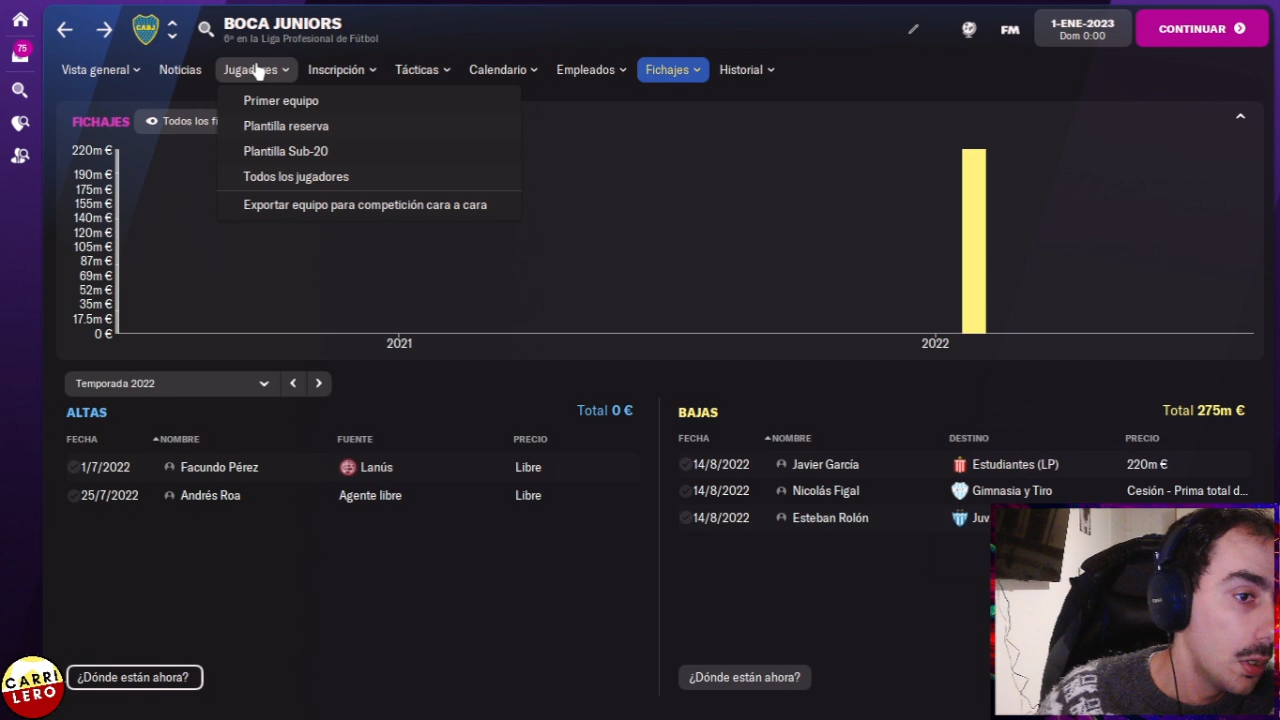 BOCA JUNIORS
6º en la Liga Profesional de Fútbol
75
FM
1-ENE-2023
Dom 0:00
CONTINUAR
Vista general
Noticias
Jugadores
Inscripción
Tácticas
Calendario
Empleados
Fichajes
Historial
Primer equipo
Plantilla reserva
Plantilla Sub-20
Todos los jugadores
Exportar equipo para competición cara a cara
FICHAJES
Todos los fi
220m €
190m €
175m €
155m €
140m €
120m €
105m €
87m €
69m €
52m €
35m €
17.5m €
0 €
2021
2022
Temporada 2022
ALTAS
Total 0 €
FECHA NOMBRE FUENTE PRECIO
1/7/2022 Facundo Pérez Lanús Libre
25/7/2022 Andrés Roa Agente libre Libre
¿Dónde están ahora?
BAJAS
Total 275m €
FECHA NOMBRE DESTINO PRECIO
14/8/2022 Javier García Estudiantes (LP) 220m €
14/8/2022 Nicolás Figal Gimnasia y Tiro Cesión - Prima total d...
14/8/2022 Esteban Rolón Juv
¿Dónde están ahora?
CARRI
LERO